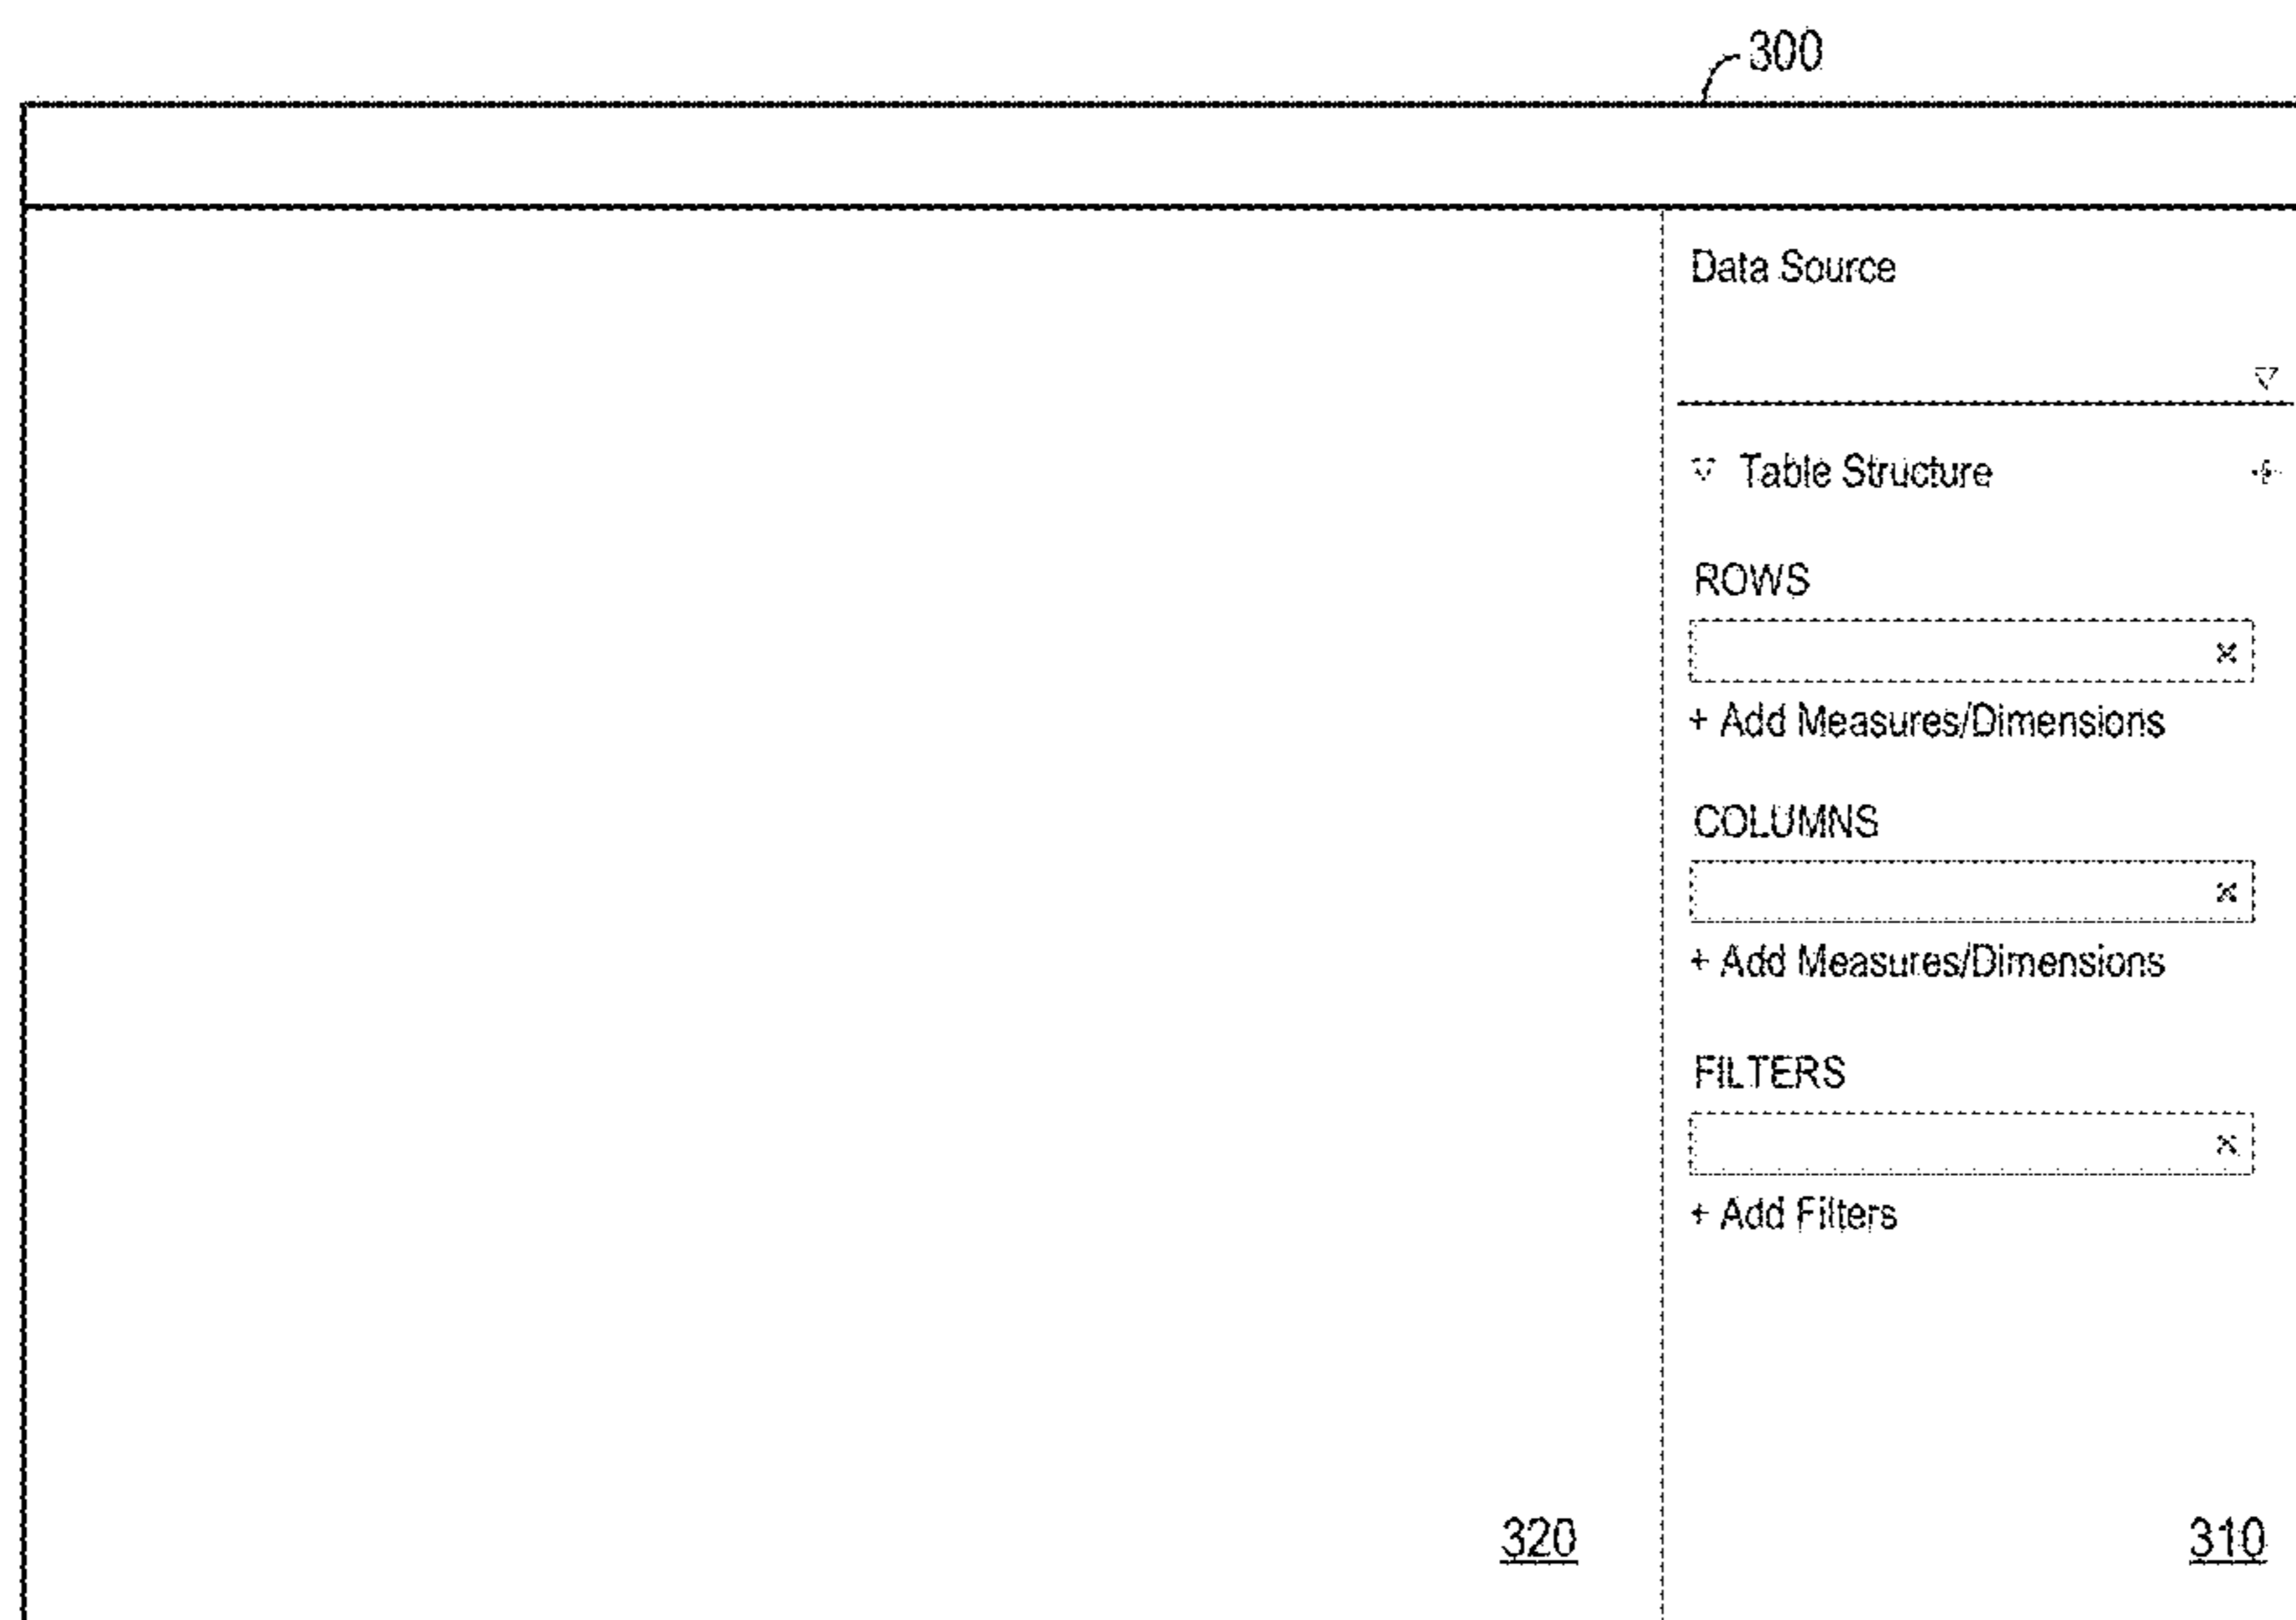 300
Data Source
Table Structure +
ROWS
×
+ Add Measures/Dimensions
COLUMNS
×
+ Add Measures/Dimensions
FILTERS
×
+ Add Filters
320 310